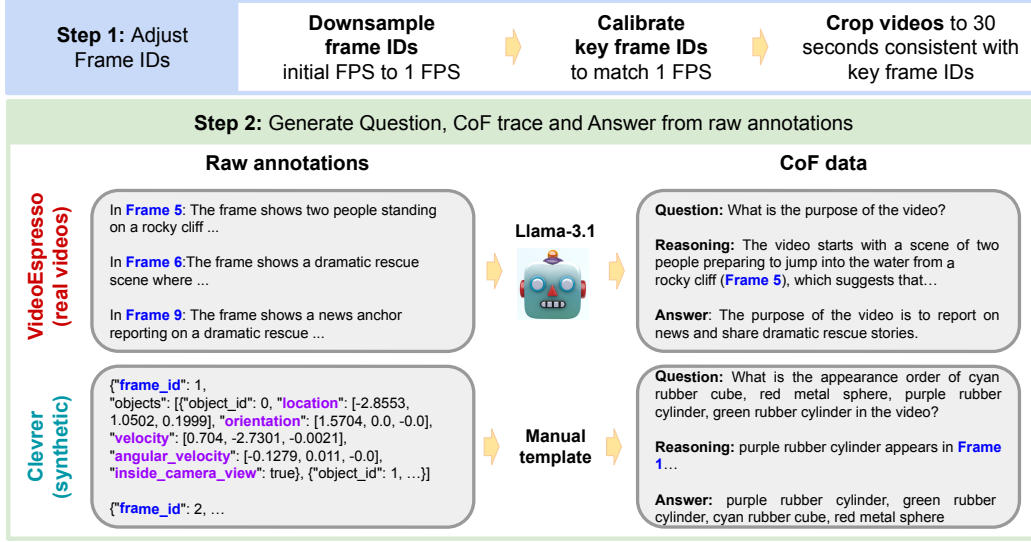 Step 1: Adjust
Frame IDs
Downsample
frame IDs
initial FPS to 1 FPS
Calibrate
key frame IDs
to match 1 FPS
Crop videos to 30
seconds consistent with
key frame IDs
Step 2: Generate Question, CoF trace and Answer from raw annotations
Raw annotations
CoF data
VideoEspresso
(real videos)
In Frame 5: The frame shows two people standing
on a rocky cliff ...
In Frame 6:The frame shows a dramatic rescue
scene where ...
In Frame 9: The frame shows a news anchor
reporting on a dramatic rescue ...
Llama-3.1
Question: What is the purpose of the video?
Reasoning: The video starts with a scene of two
people preparing to jump into the water from a
rocky cliff (Frame 5), which suggests that…
Answer: The purpose of the video is to report on
news and share dramatic rescue stories.
Clevrer
(synthetic)
{"frame_id": 1,
"objects": [{"object_id": 0, "location": [-2.8553,
1.0502, 0.1999], "orientation": [1.5704, 0.0, -0.0],
"velocity": [0.704, -2.7301, -0.0021],
"angular_velocity": [-0.1279, 0.011, -0.0],
"inside_camera_view": true}, {"object_id": 1, …}]
{"frame_id": 2, …
Manual
template
Question: What is the appearance order of cyan
rubber cube, red metal sphere, purple rubber
cylinder, green rubber cylinder in the video?
Reasoning: purple rubber cylinder appears in Frame
1…
Answer: purple rubber cylinder, green rubber
cylinder, cyan rubber cube, red metal sphere